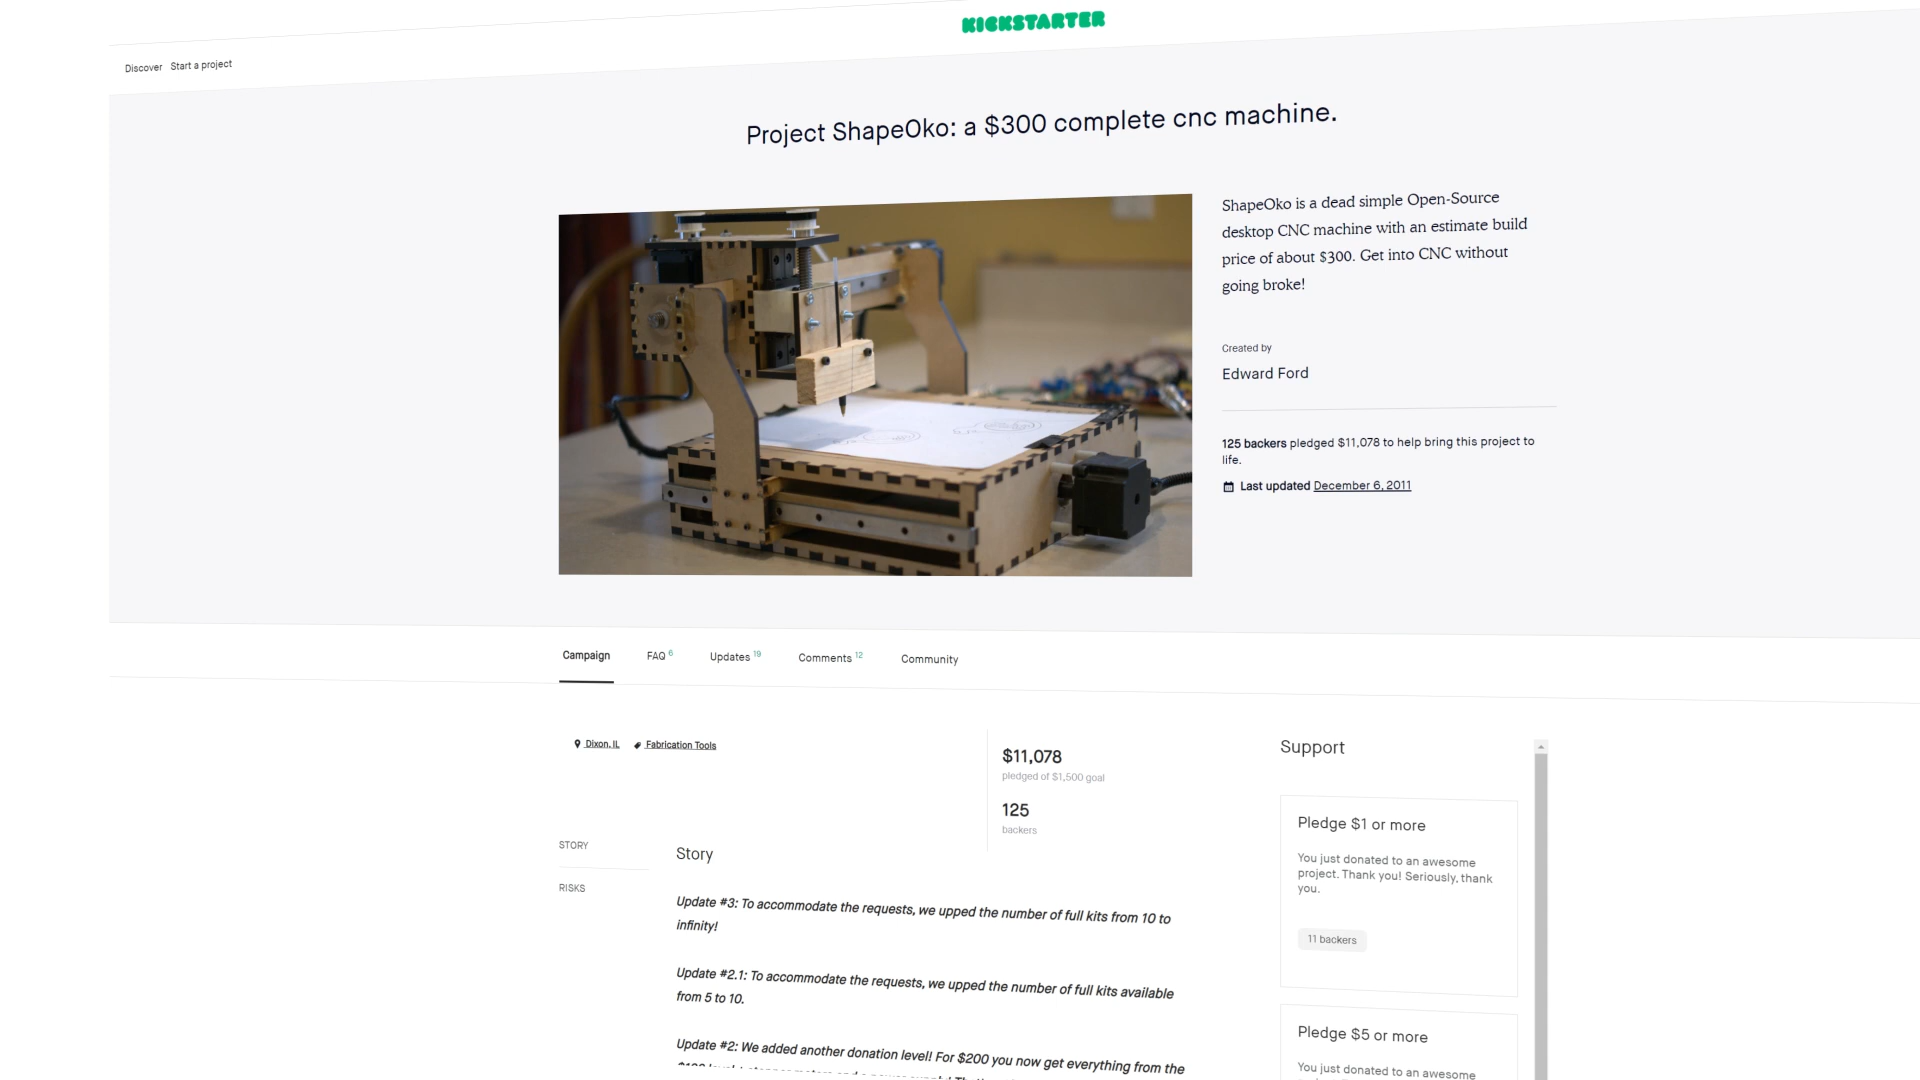 KICKSTARTER
Discover Start a project
Project ShapeOko: a $300 complete cnc machine.
ShapeOko is a dead simple Open-Source
desktop CNC machine with an estimate build
price of about $300. Get into CNC without
going broke!
Created by
Edward Ford
125 backers pledged $11,078 to help bring this project to
life.
Last updated December 6, 2011
Campaign FAQ 6 Updates 19 Comments 12 Community
Dixon, IL Fabrication Tools
$11,078
pledged of $1,500 goal
125
backers
STORY
RISKS
Story
Update #3: To accommodate the requests, we upped the number of full kits from 10 to
infinity!
Update #2.1: To accommodate the requests, we upped the number of full kits available
from 5 to 10.
Update #2: We added another donation level! For $200 you now get everything from the
Support
Pledge $1 or more
You just donated to an awesome
project. Thank you! Seriously, thank
you.
11 backers
Pledge $5 or more
You just donated to an awesome